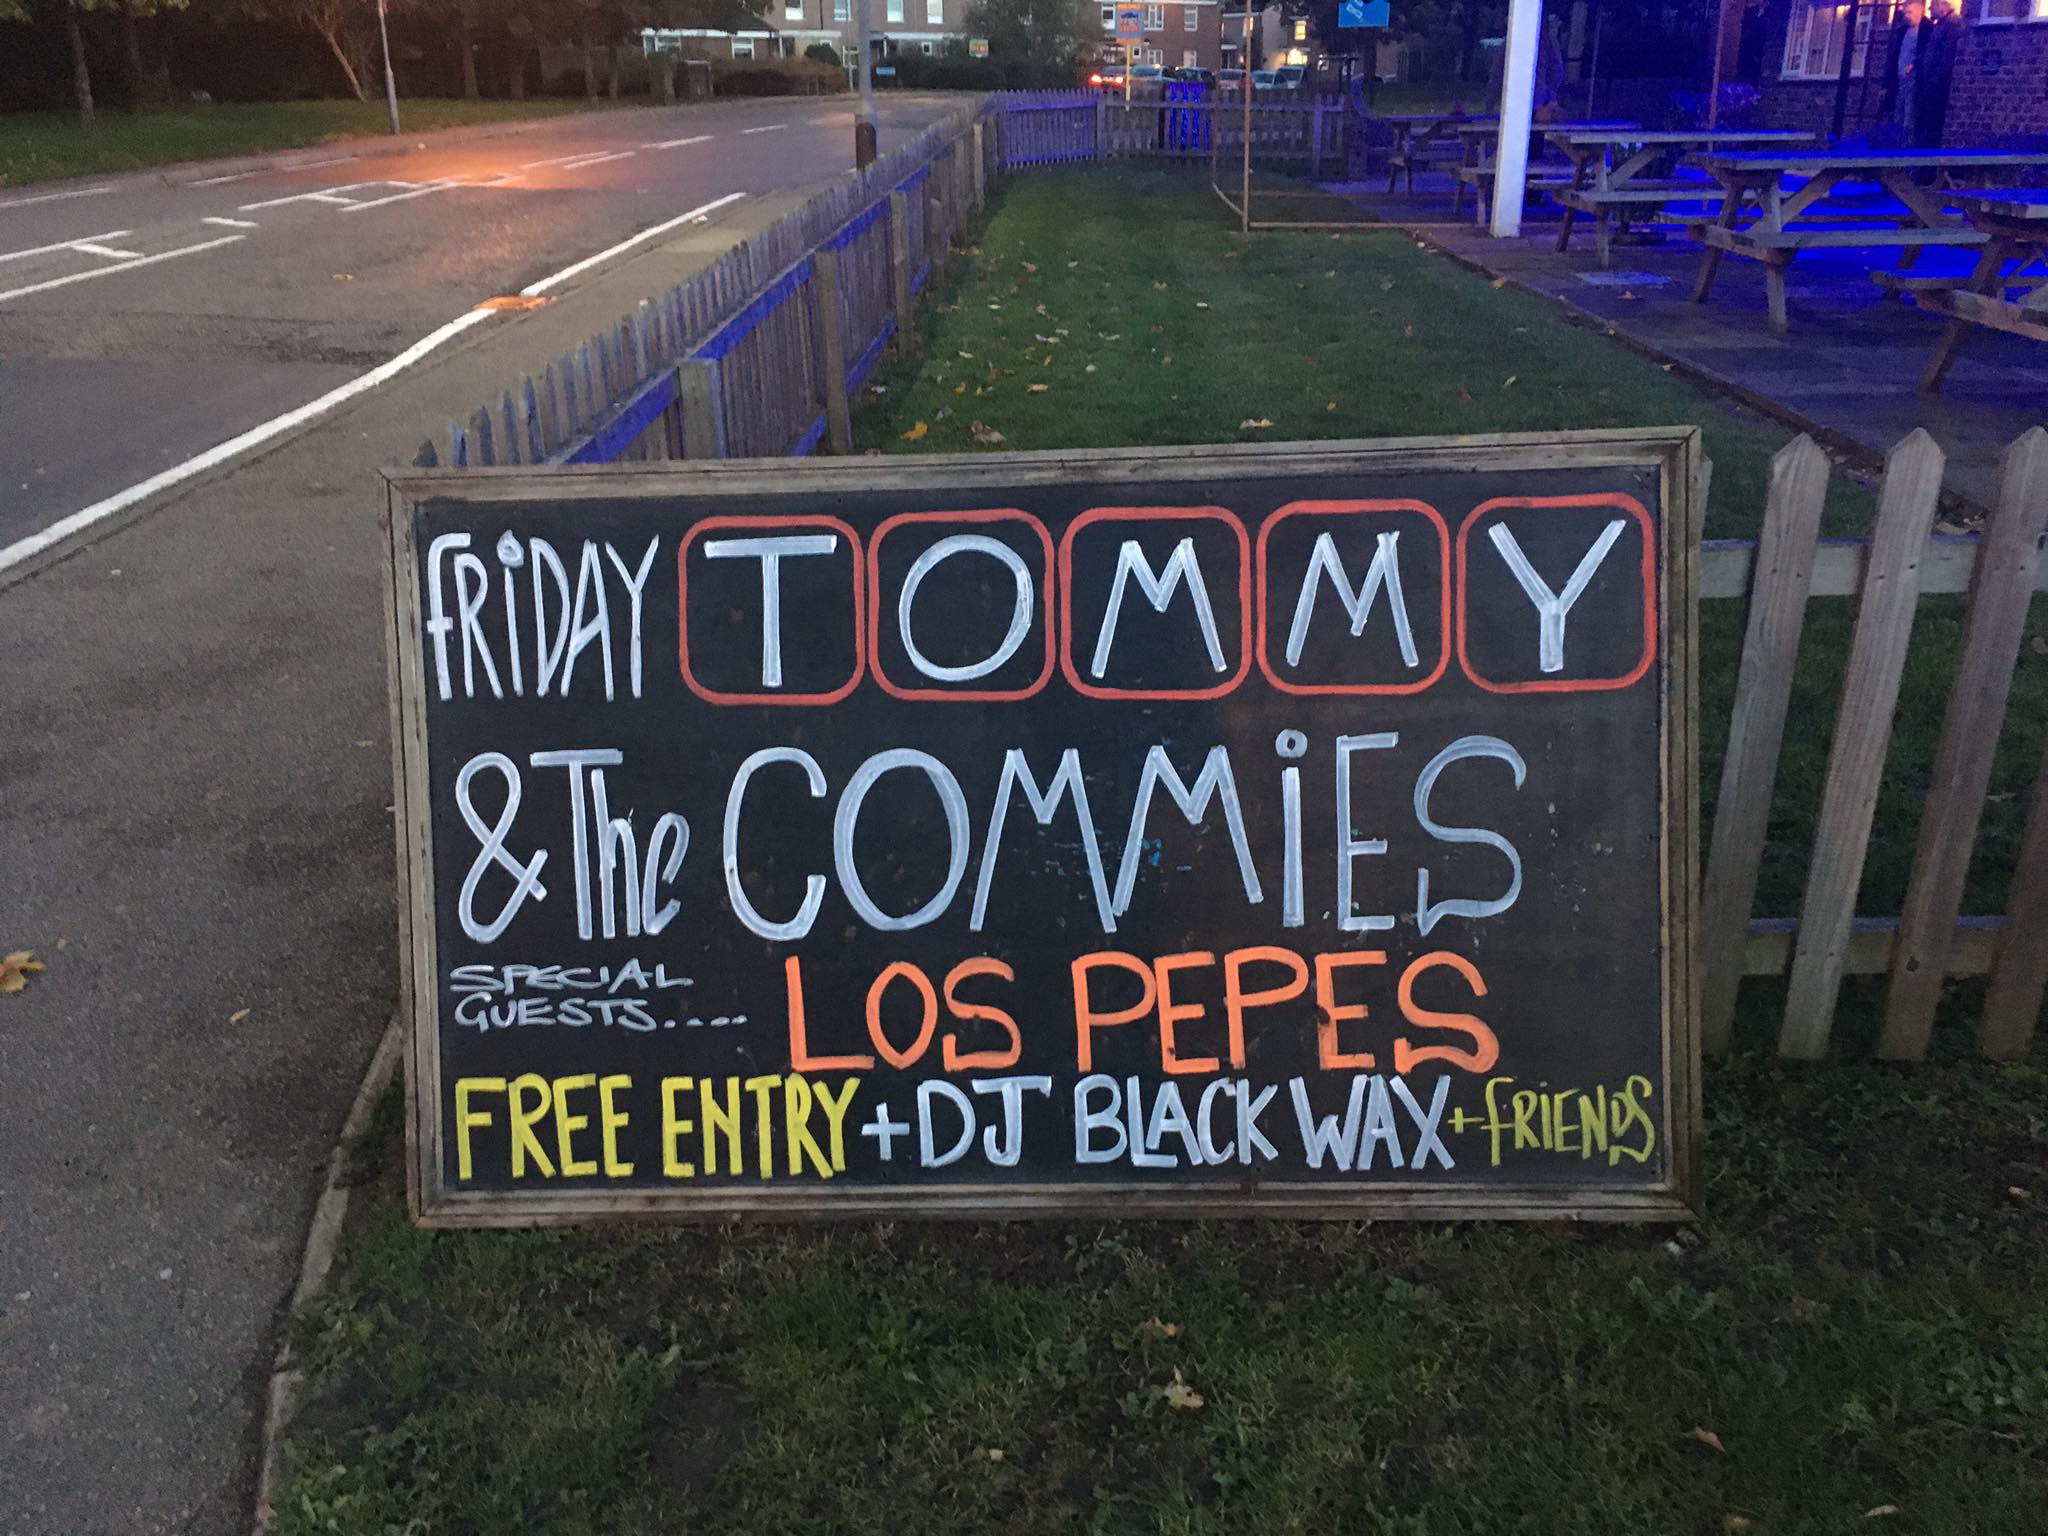 FRiDAY TOMMY
& The COMMiES
SPECIAL
GUESTS..... LOS PEPES
FREE ENTRY + DJ BLACK WAX + fRiENDS